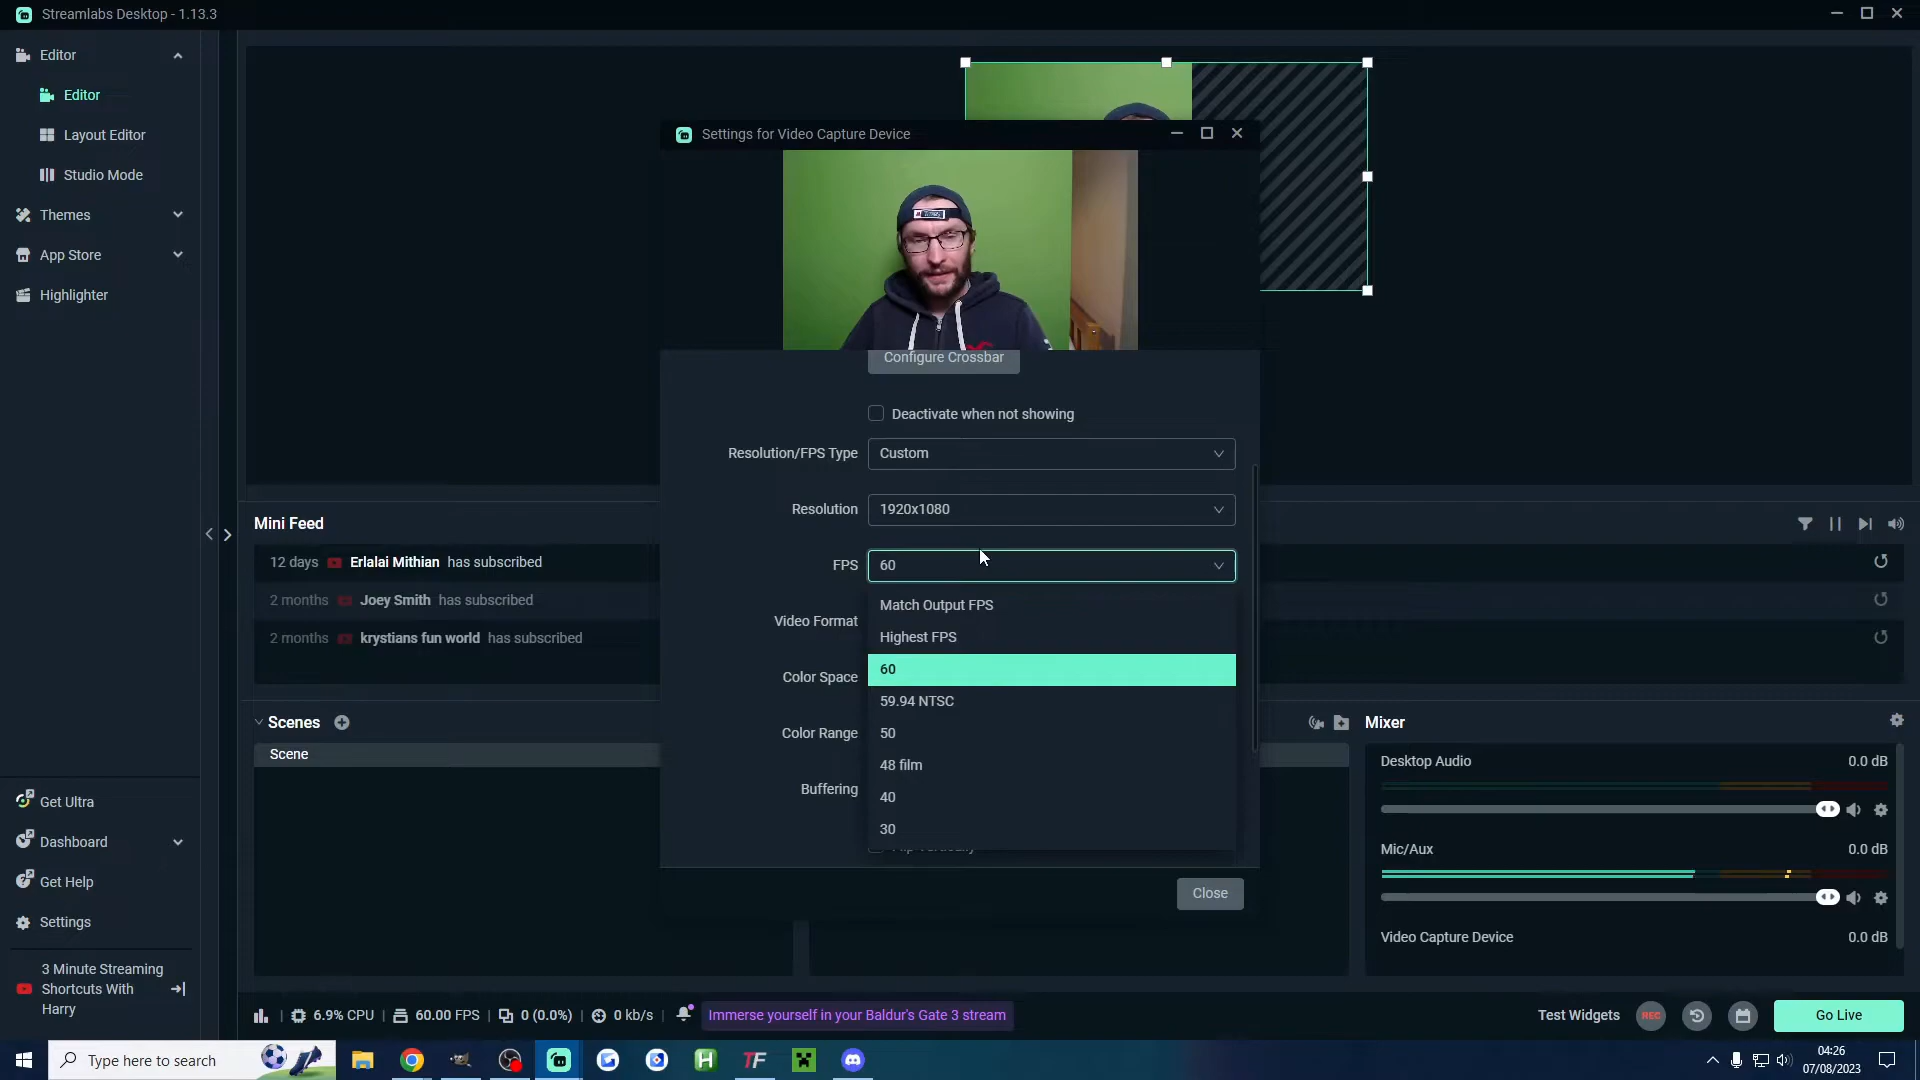 Streamlabs Desktop - 1.13.3
Editor
Editor
Layout Editor
Studio Mode
Themes
App Store
Highlighter
Get Ultra
Dashboard
Get Help
Settings
3 Minute Streaming
Shortcuts With
Harry
Settings for Video Capture Device
Configure Crossbar
Deactivate when not showing
Resolution/FPS Type
Custom
Resolution
1920x1080
FPS
60
Match Output FPS
Highest FPS
60
59.94 NTSC
50
48 film
40
30
Video Format
Color Space
Color Range
Buffering
Flip Vertically
Close
Mini Feed
12 days Erlalai Mithian has subscribed
2 months Joey Smith has subscribed
2 months krystians fun world has subscribed
Scenes
Scene
Mixer
Desktop Audio 0.0 dB
Mic/Aux 0.0 dB
Video Capture Device 0.0 dB
6.9% CPU
60.00 FPS
0 (0.0%)
0 kb/s
Immerse yourself in your Baldur's Gate 3 stream
Test Widgets
REC
Go Live
Type here to search
04:26
07/08/2023